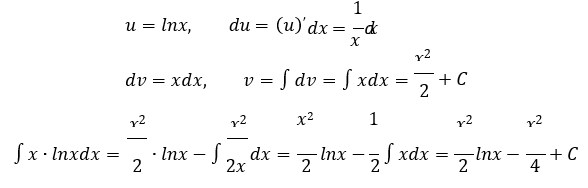 u = lnx, du = (u)′dx = 1/x dx
dv = xdx, v = ∫ dv = ∫ xdx = x²/2 + C
∫ x · lnxdx = x²/2 · lnx − ∫ x²/2x dx = x²/2 lnx − 1/2 ∫ xdx = x²/2 lnx − x²/4 + C